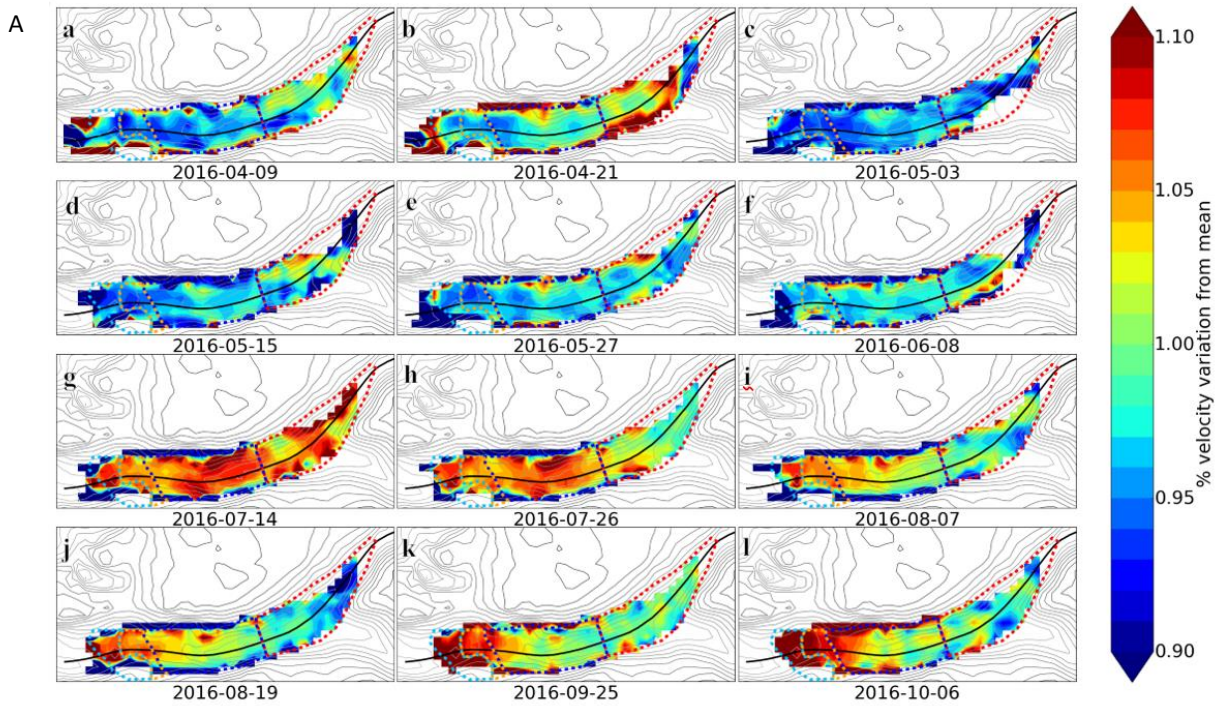 A
a b c
1.10
2016-04-09 2016-04-21 2016-05-03
d e f
1.05
2016-05-15 2016-05-27 2016-06-08
1.00
% velocity variation from mean
g h i
0.95
2016-07-14 2016-07-26 2016-08-07
j k l
0.90
2016-08-19 2016-09-25 2016-10-06